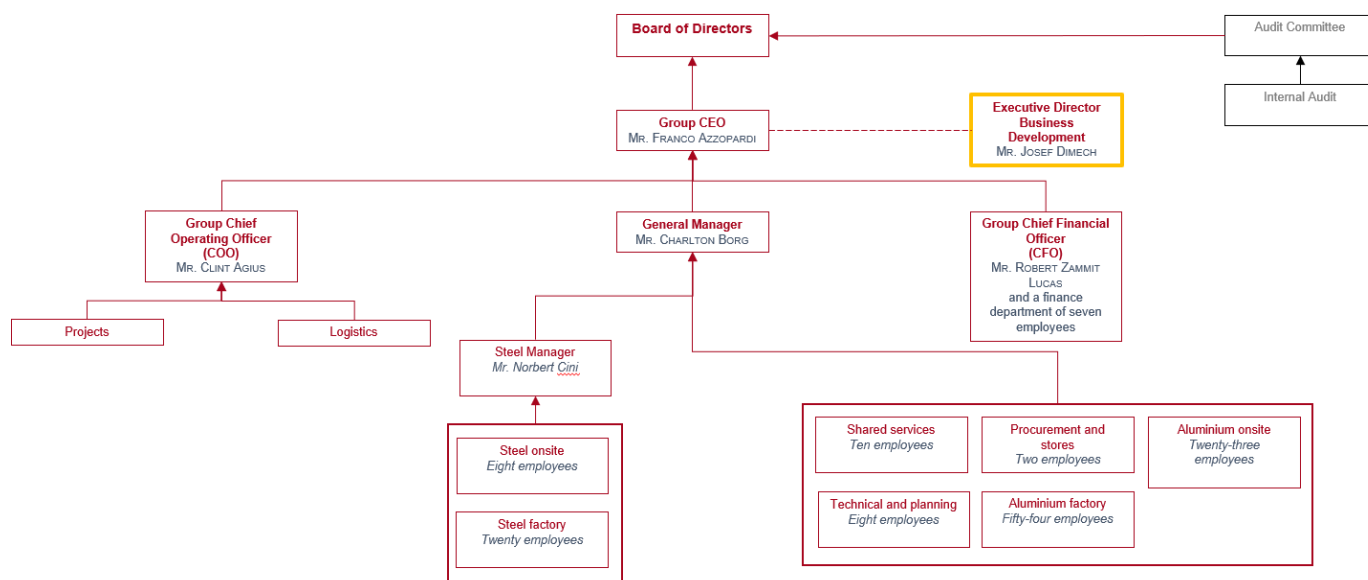 Board of Directors
Audit Committee
Internal Audit
Group CEO
Mr. Franco Azzopardi
Executive Director
Business
Development
Mr. Josef Dimech
Group Chief
Operating Officer
(COO)
Mr. Clint Agius
General Manager
Mr. Charlton Borg
Group Chief Financial
Officer
(CFO)
Mr. Robert Zammit
Lucas
and a finance
department of seven
employees
Projects
Logistics
Steel Manager
Mr. Norbert Cini
Steel onsite
Eight employees
Steel factory
Twenty employees
Shared services
Ten employees
Procurement and
stores
Two employees
Aluminium onsite
Twenty-three
employees
Technical and planning
Eight employees
Aluminium factory
Fifty-four employees